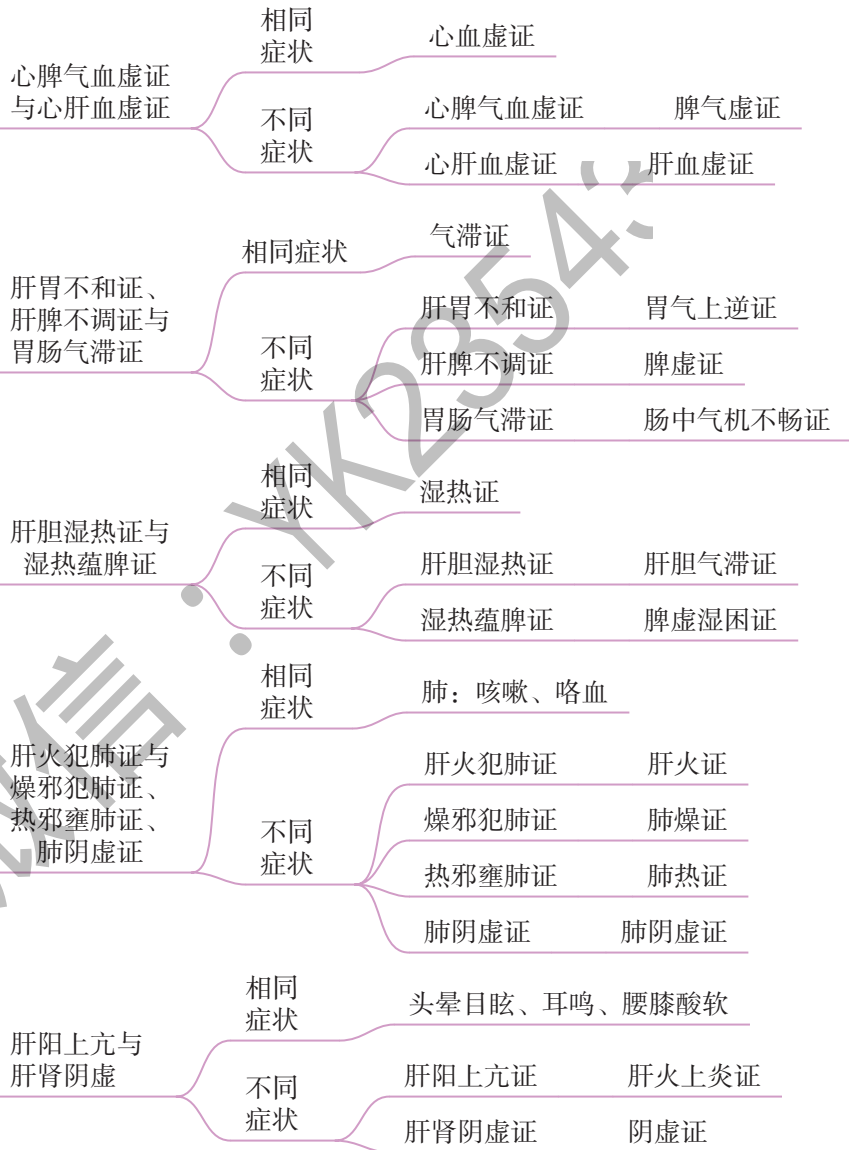 心脾气血虚证
与心肝血虚证
相同
症状
心血虚证
不同
症状
心脾气血虚证 脾气虚证
心肝血虚证 肝血虚证
肝胃不和证、
肝脾不调证与
胃肠气滞证
相同症状
气滞证
不同
症状
肝胃不和证 胃气上逆证
肝脾不调证 脾虚证
胃肠气滞证 肠中气机不畅证
肝胆湿热证与
湿热蕴脾证
相同
症状
湿热证
不同
症状
肝胆湿热证 肝胆气滞证
湿热蕴脾证 脾虚湿困证
肝火犯肺证与
燥邪犯肺证、
热邪壅肺证、
肺阴虚证
相同
症状
肺：咳嗽、咯血
不同
症状
肝火犯肺证 肝火证
燥邪犯肺证 肺燥证
热邪壅肺证 肺热证
肺阴虚证 肺阴虚证
肝阳上亢与
肝肾阴虚
相同
症状
头晕目眩、耳鸣、腰膝酸软
不同
症状
肝阳上亢证 肝火上炎证
肝肾阴虚证 阴虚证
微信：YK2354